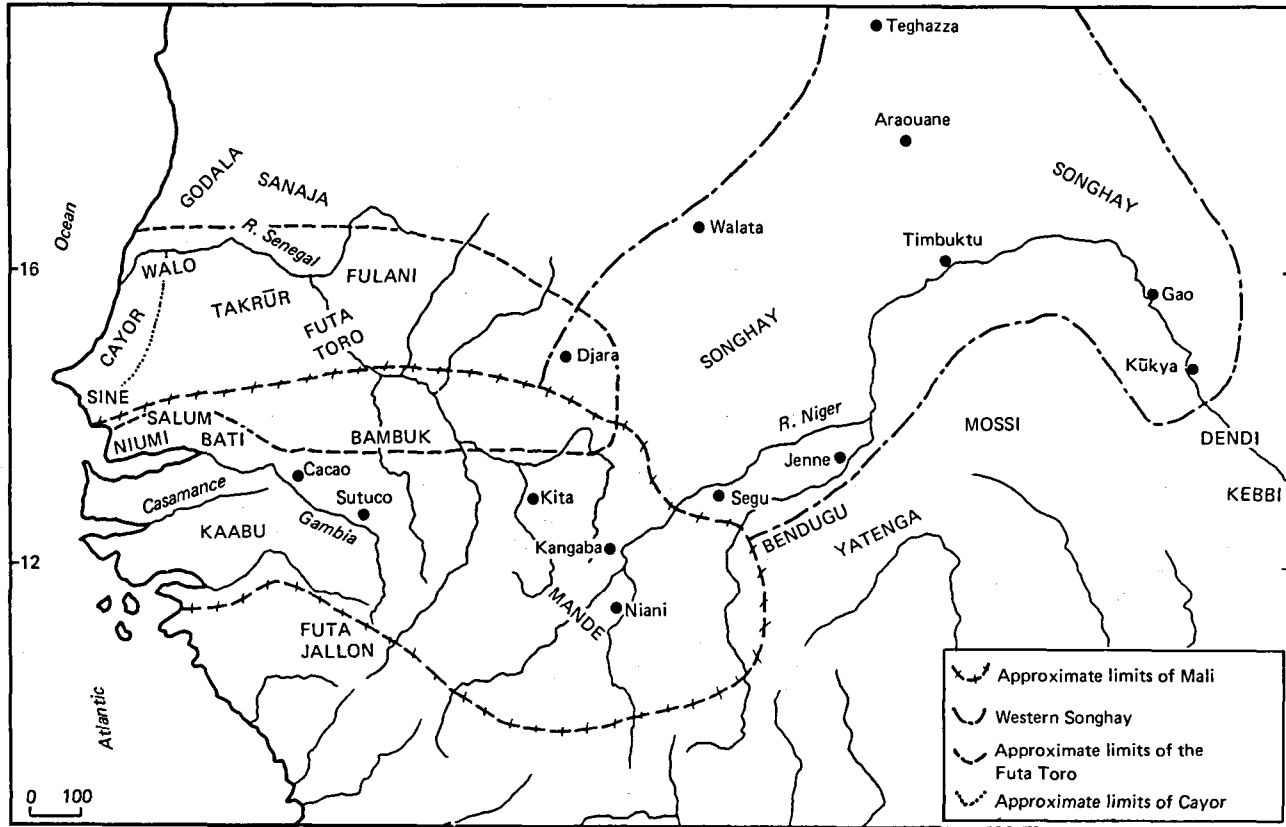 Teghazza
Araouane
GODALA
SANAJA
SONGHAY
Ocean
Walata
R. Senegal
Timbuktu
16
WALO
FULANI
Gao
TAKRŪR
CAYOR
FUTA
TORO
SONGHAY
Djara
Kūkya
SINE
SALUM
R. Niger
MOSSI
NIUMI
BATI
BAMBUK
DENDI
Jenne
Cacao
Casamance
Sutuco
Kita
Segu
KEBBI
KAABU
Gambia
BENDUGU
YATENGA
12
Kangaba
MANDE
Niani
FUTA
JALLON
Atlantic
0 100
Approximate limits of Mali
Western Songhay
Approximate limits of the
Futa Toro
Approximate limits of Cayor